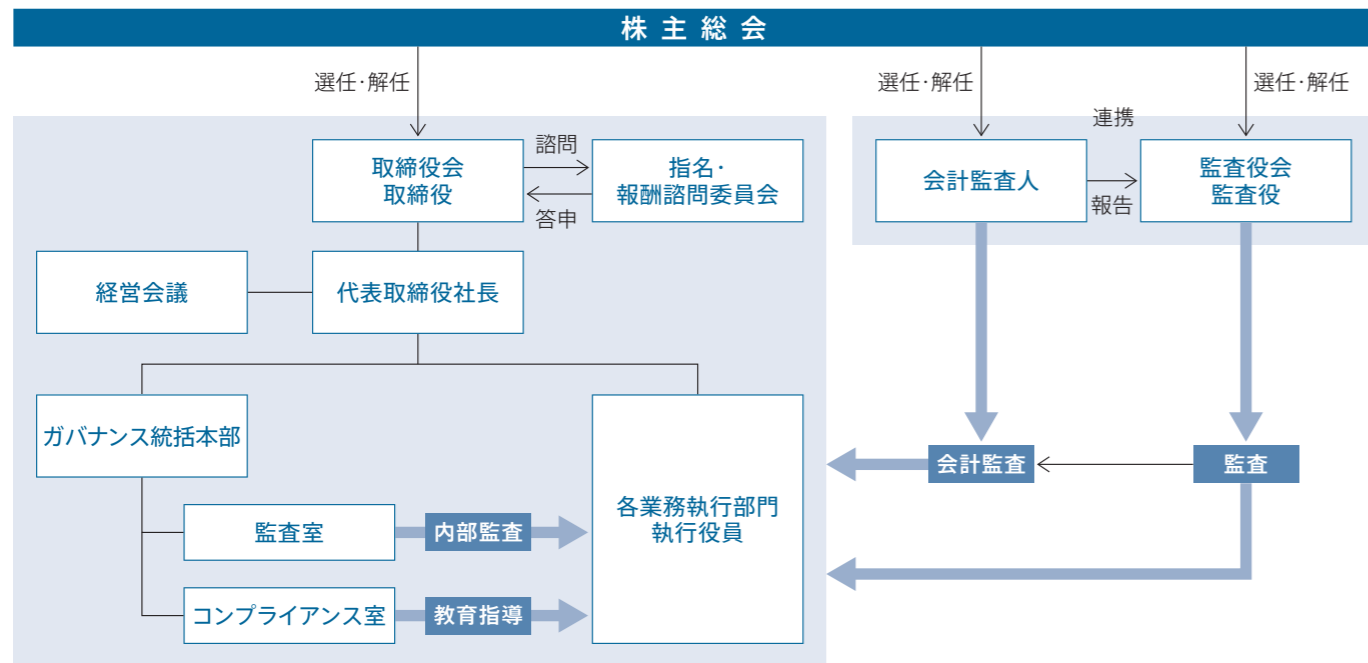 株主総会
選任・解任
選任・解任
選任・解任
取締役会
取締役
諮問
答申
指名・
報酬諮問委員会
会計監査人
連携
報告
監査役会
監査役
経営会議
代表取締役社長
ガバナンス統括本部
各業務執行部門
執行役員
会計監査
監査
監査室
内部監査
コンプライアンス室
教育指導